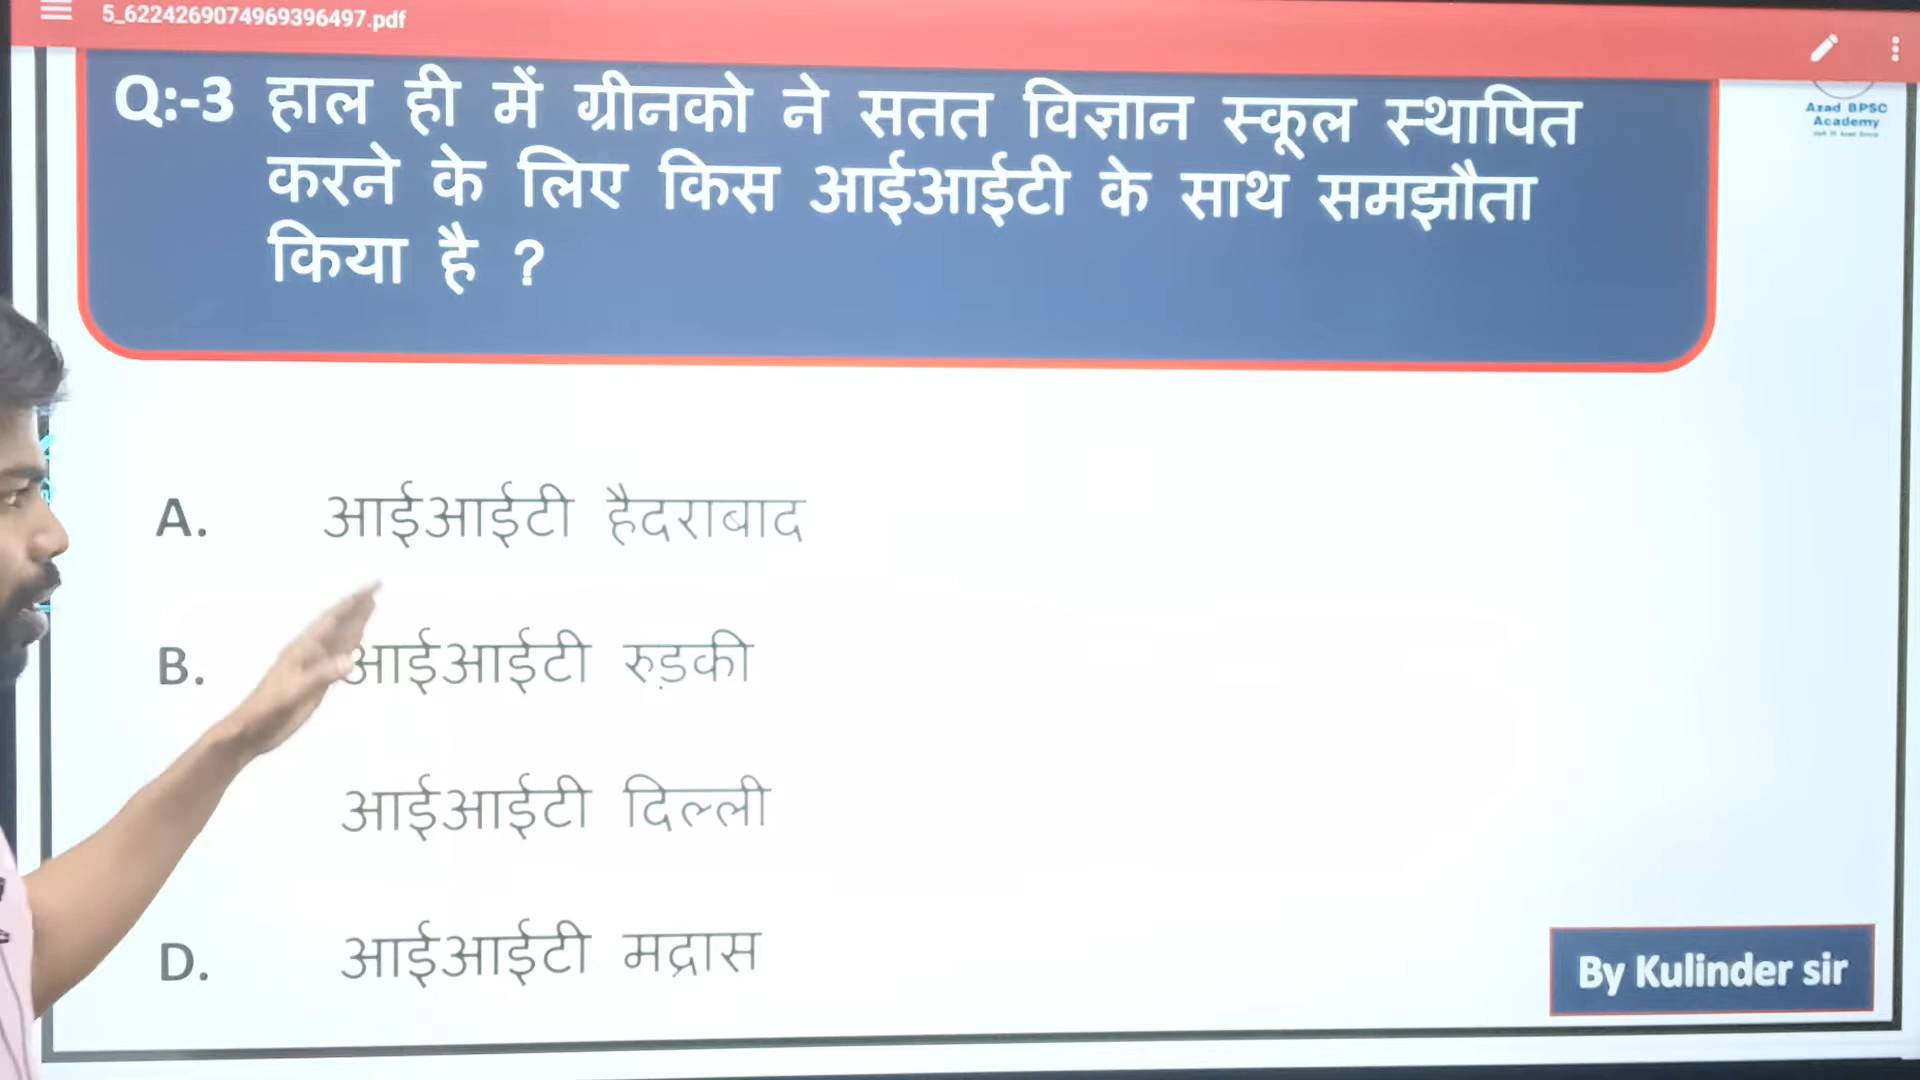 5_6224269074969396497.pdf
Azad BPSC
Academy
Q:-3 हाल ही में ग्रीनको ने सतत विज्ञान स्कूल स्थापित
करने के लिए किस आईआईटी के साथ समझौता
किया है ?
A. आईआईटी हैदराबाद
B. आईआईटी रुड़की
आईआईटी दिल्ली
D. आईआईटी मद्रास
By Kulinder sir